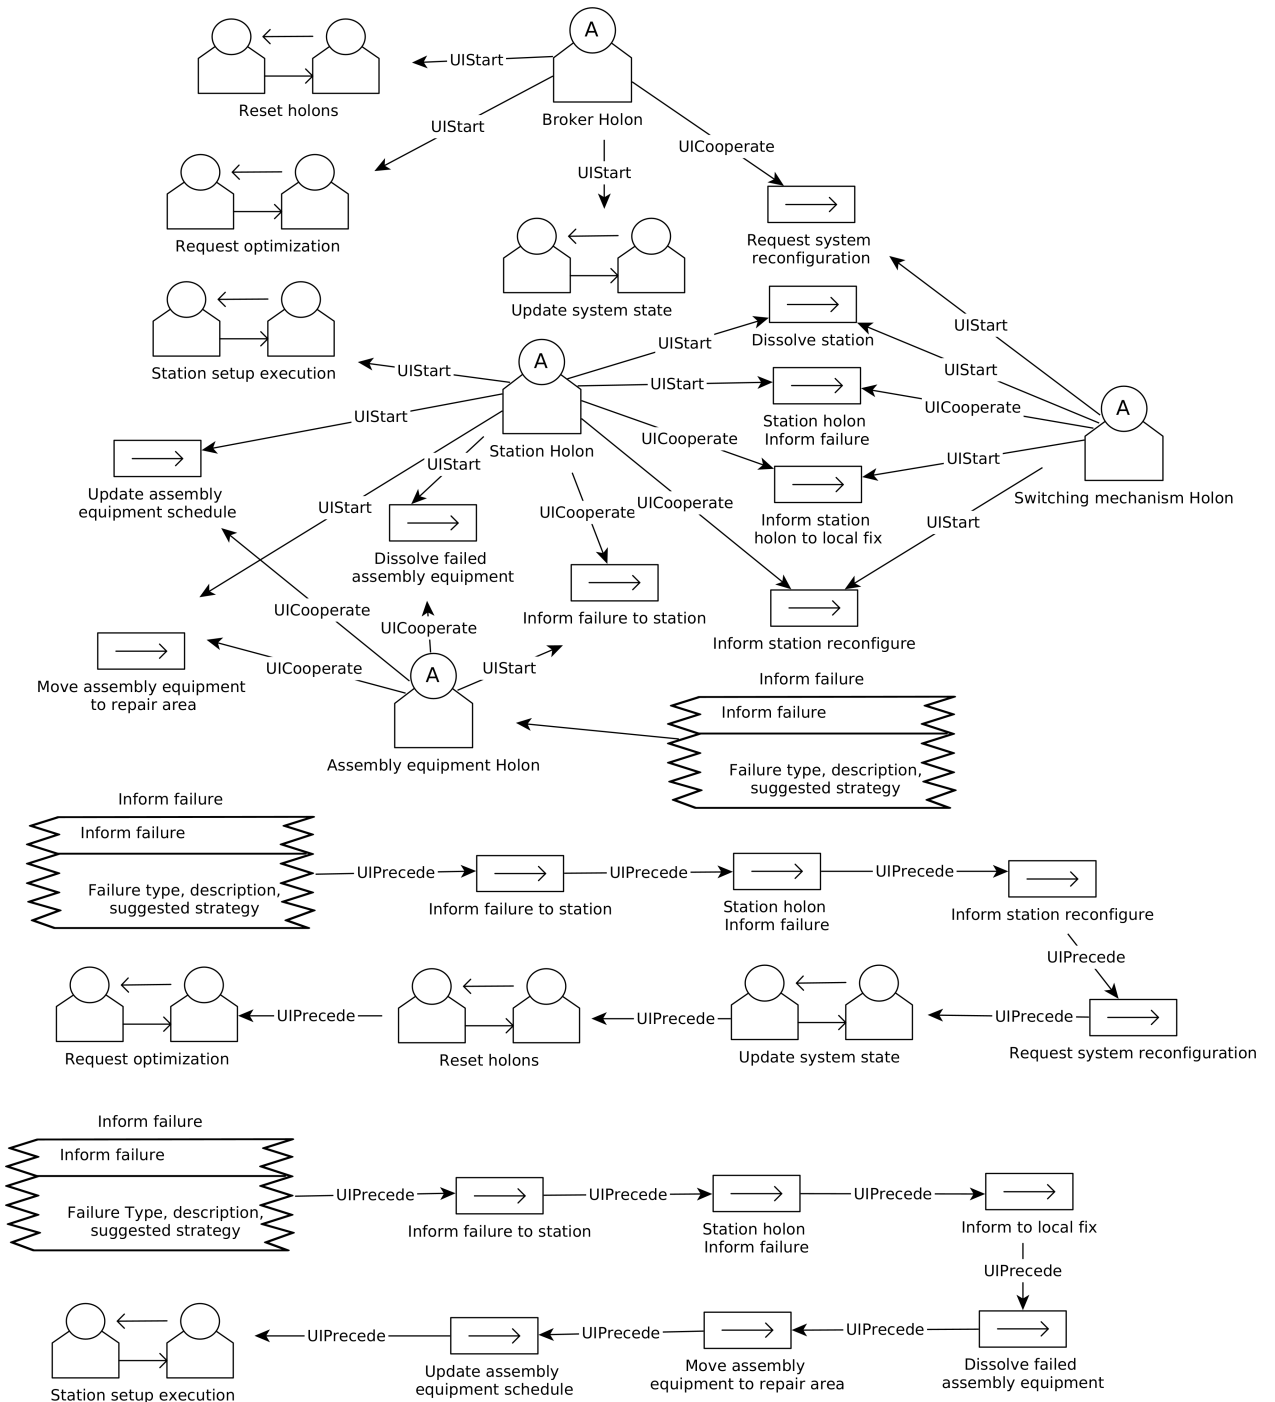 A
UIStart
Reset holons
Broker Holon
UIStart
UICooperate
UIStart
Request optimization
Request system
reconfiguration
Update system state
UIStart
Station setup execution
UIStart
Dissolve station
A
UIStart
UIStart
UIStart
UIStart
Station holon
Inform failure
UICooperate
A
UIStart
UICooperate
Station Holon
UIStart
UIStart
Update assembly
equipment schedule
Switching mechanism Holon
UIStart
UICooperate
UICooperate
Inform station
holon to local fix
UIStart
Dissolve failed
assembly equipment
UICooperate
UICooperate
Inform failure to station
Inform station reconfigure
UICooperate
UIStart
A
Move assembly equipment
to repair area
Inform failure
Inform failure
Assembly equipment Holon
Failure type, description,
suggested strategy
Inform failure
Inform failure
Failure type, description,
suggested strategy
UIPrecede
UIPrecede
UIPrecede
Inform failure to station
Station holon
Inform failure
Inform station reconfigure
UIPrecede
UIPrecede
UIPrecede
UIPrecede
Request optimization
Reset holons
Update system state
Request system reconfiguration
Inform failure
Inform failure
Failure Type, description,
suggested strategy
UIPrecede
UIPrecede
UIPrecede
Inform failure to station
Station holon
Inform failure
Inform to local fix
UIPrecede
UIPrecede
UIPrecede
UIPrecede
Station setup execution
Update assembly
equipment schedule
Move assembly
equipment to repair area
Dissolve failed
assembly equipment